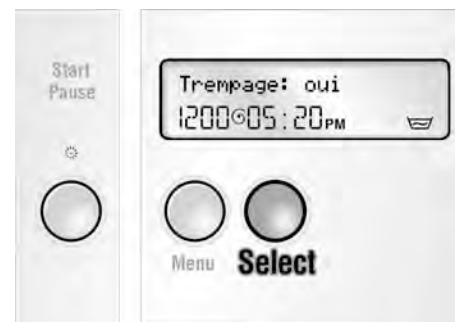 Start
Pause
Trempage: oui
1200 05:20PM
Menu
Select